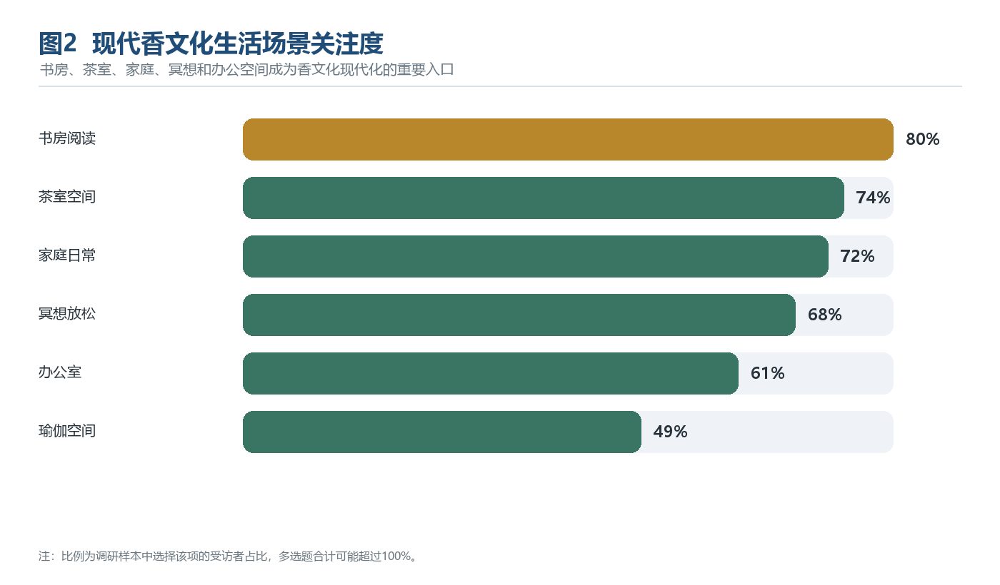 图2 现代香文化生活场景关注度
书房、茶室、家庭、冥想和办公空间成为香文化现代化的重要入口
书房阅读 80%
茶室空间 74%
家庭日常 72%
冥想放松 68%
办公室 61%
瑜伽空间 49%
注：比例为调研样本中选择该项的受访者占比，多选题合计可能超过100%。